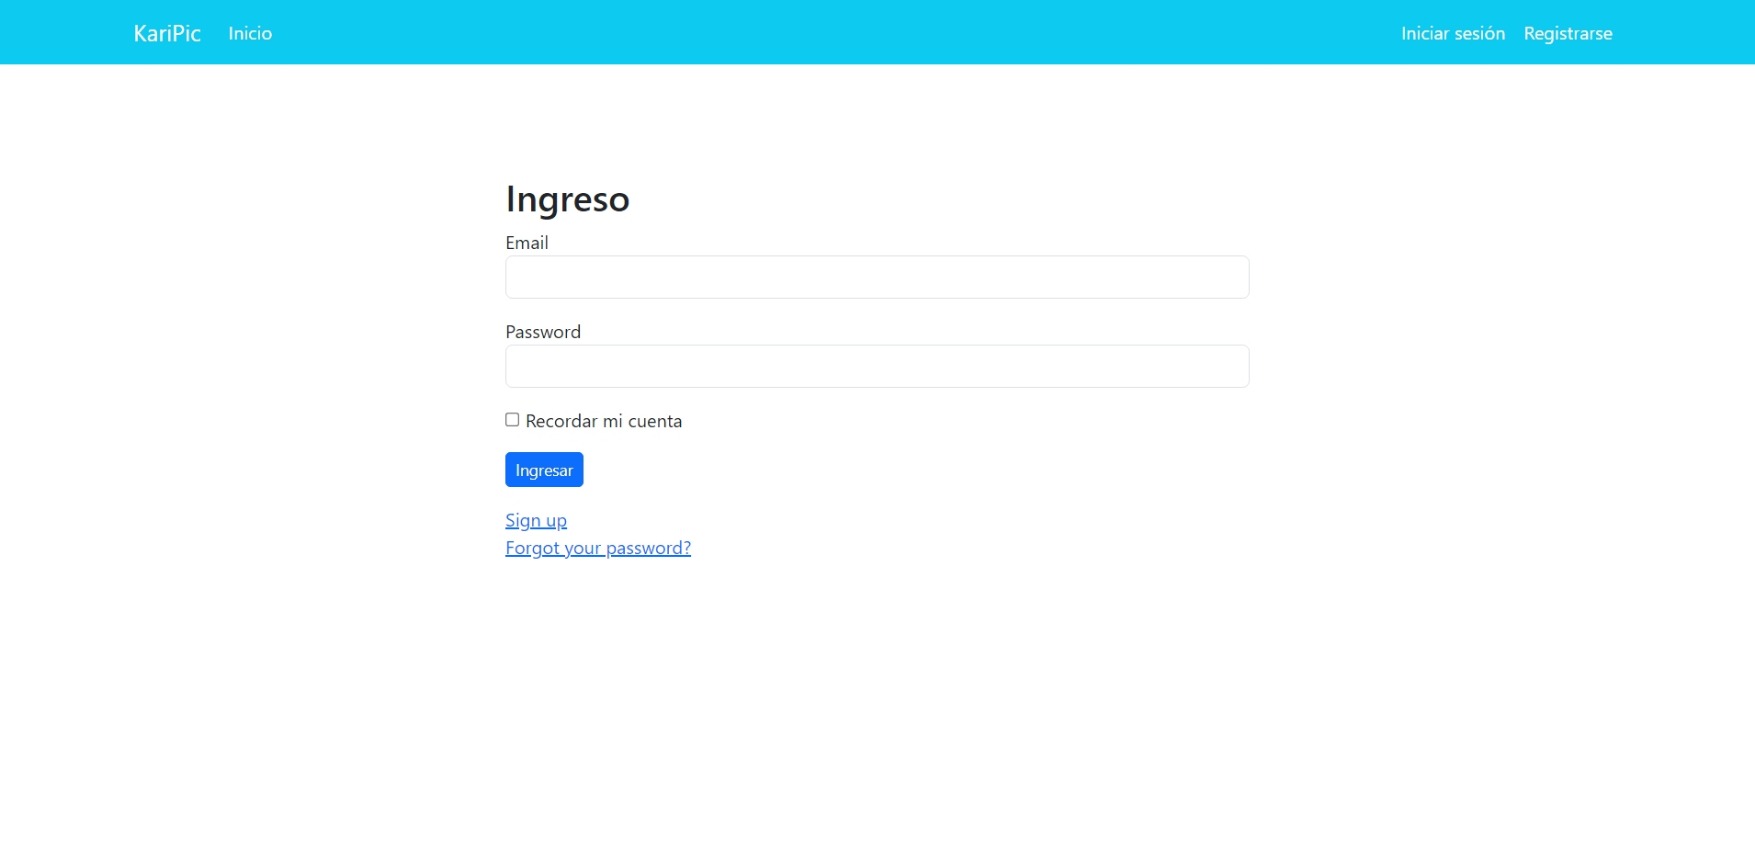 KariPic Inicio Iniciar sesión Registrarse
Ingreso
Email
Password
Recordar mi cuenta
Ingresar
Sign up
Forgot your password?